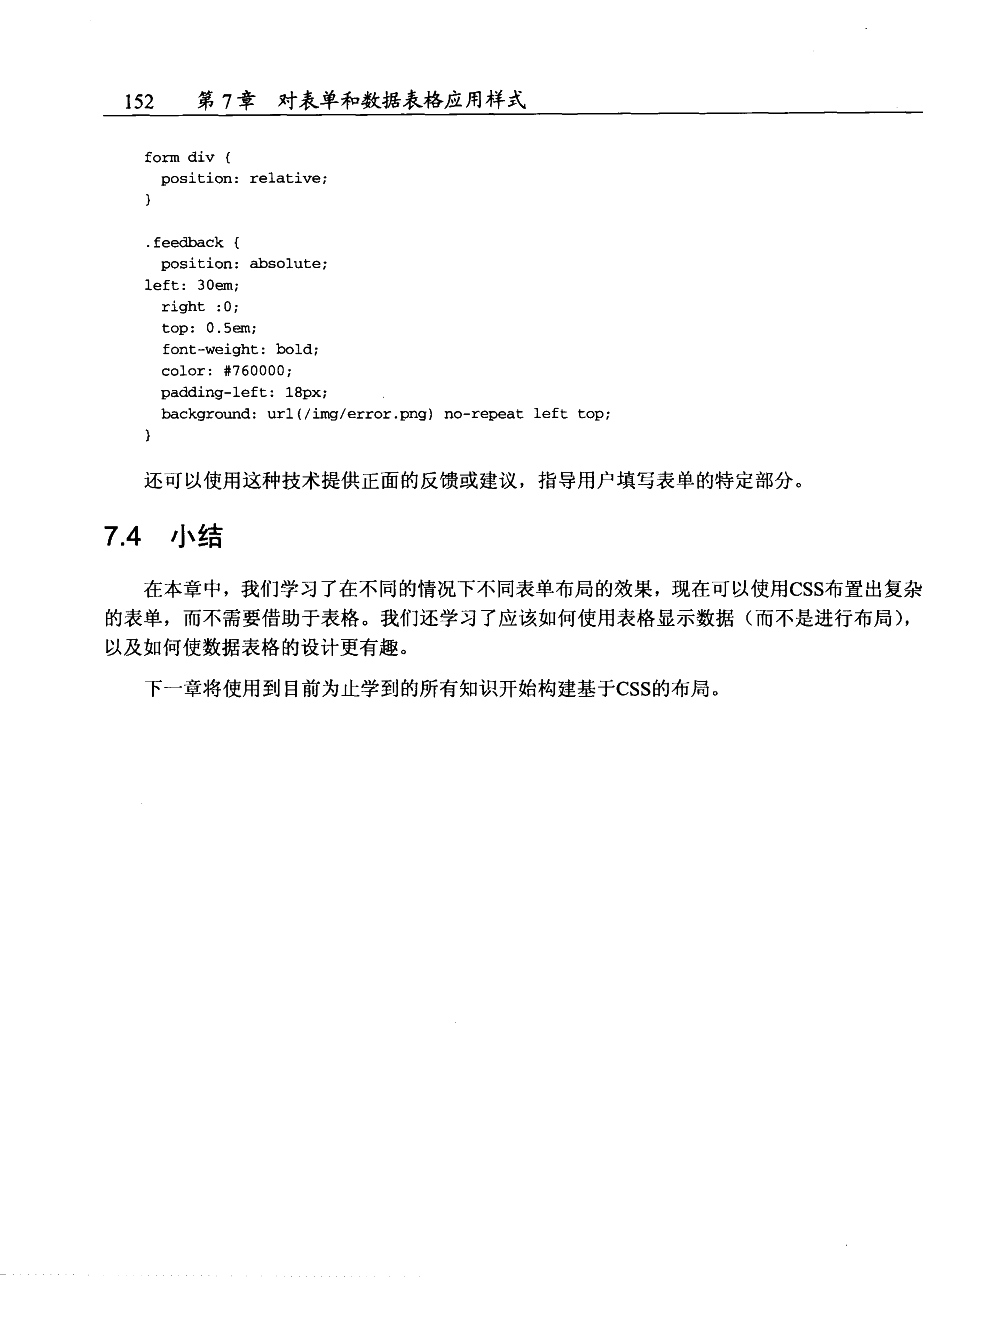 152 第7章 对表单和数据表格应用样式
form div {
  position: relative;
}
.feedback {
  position: absolute;
left: 30em;
  right :0;
  top: 0.5em;
  font-weight: bold;
  color: #760000;
  padding-left: 18px;
  background: url(/img/error.png) no-repeat left top;
}
还可以使用这种技术提供正面的反馈或建议，指导用户填写表单的特定部分。
7.4 小结
在本章中，我们学习了在不同的情况下不同表单布局的效果，现在可以使用CSS布置出复杂
的表单，而不需要借助于表格。我们还学习了应该如何使用表格显示数据（而不是进行布局），
以及如何使数据表格的设计更有趣。
下一章将使用到目前为止学到的所有知识开始构建基于CSS的布局。